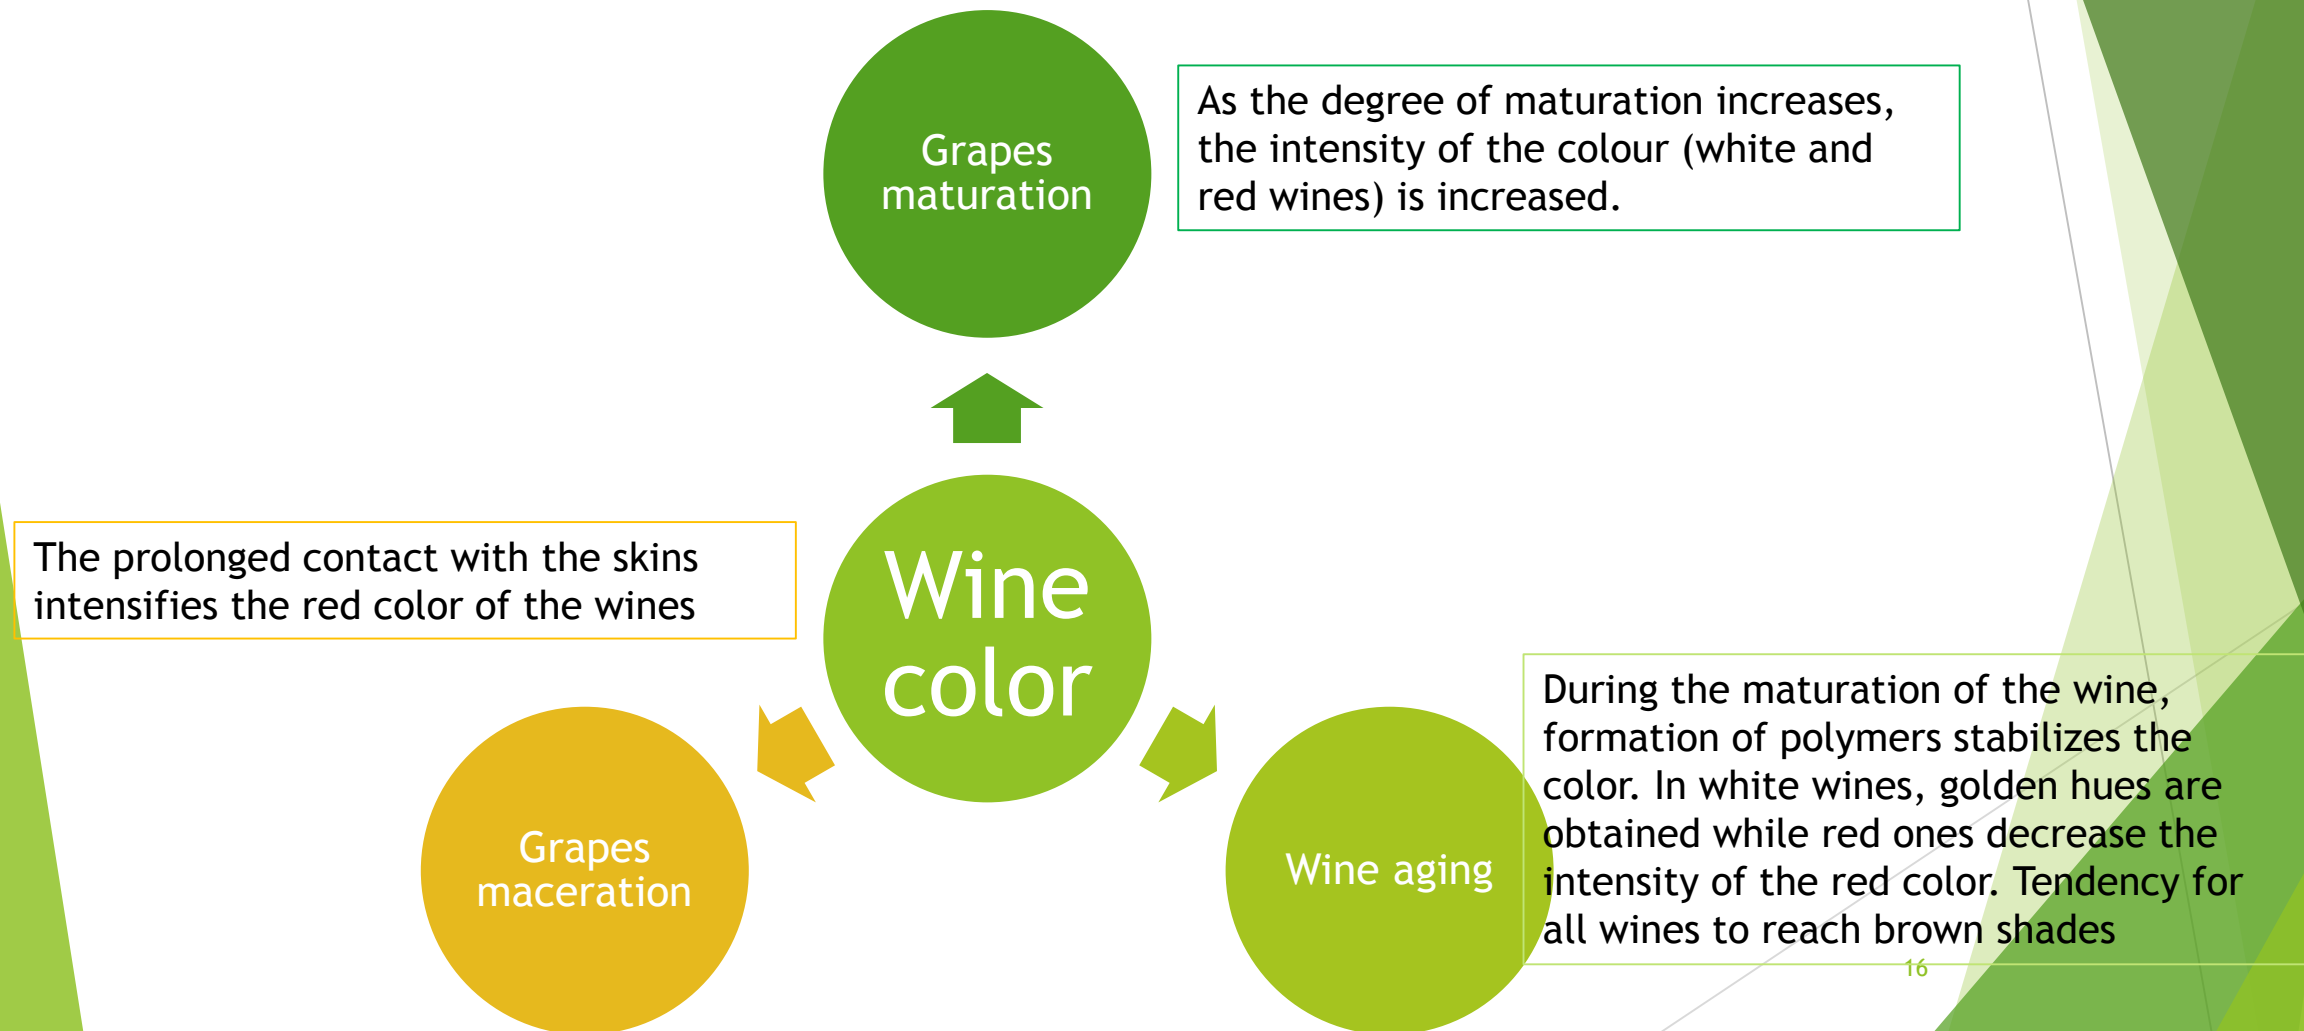 Grapes
maturation
As the degree of maturation increases,
the intensity of the colour (white and
red wines) is increased.
The prolonged contact with the skins
intensifies the red color of the wines
Wine
color
Grapes
maceration
Wine aging
During the maturation of the wine,
formation of polymers stabilizes the
color. In white wines, golden hues are
obtained while red ones decrease the
intensity of the red color. Tendency for
all wines to reach brown shades
16